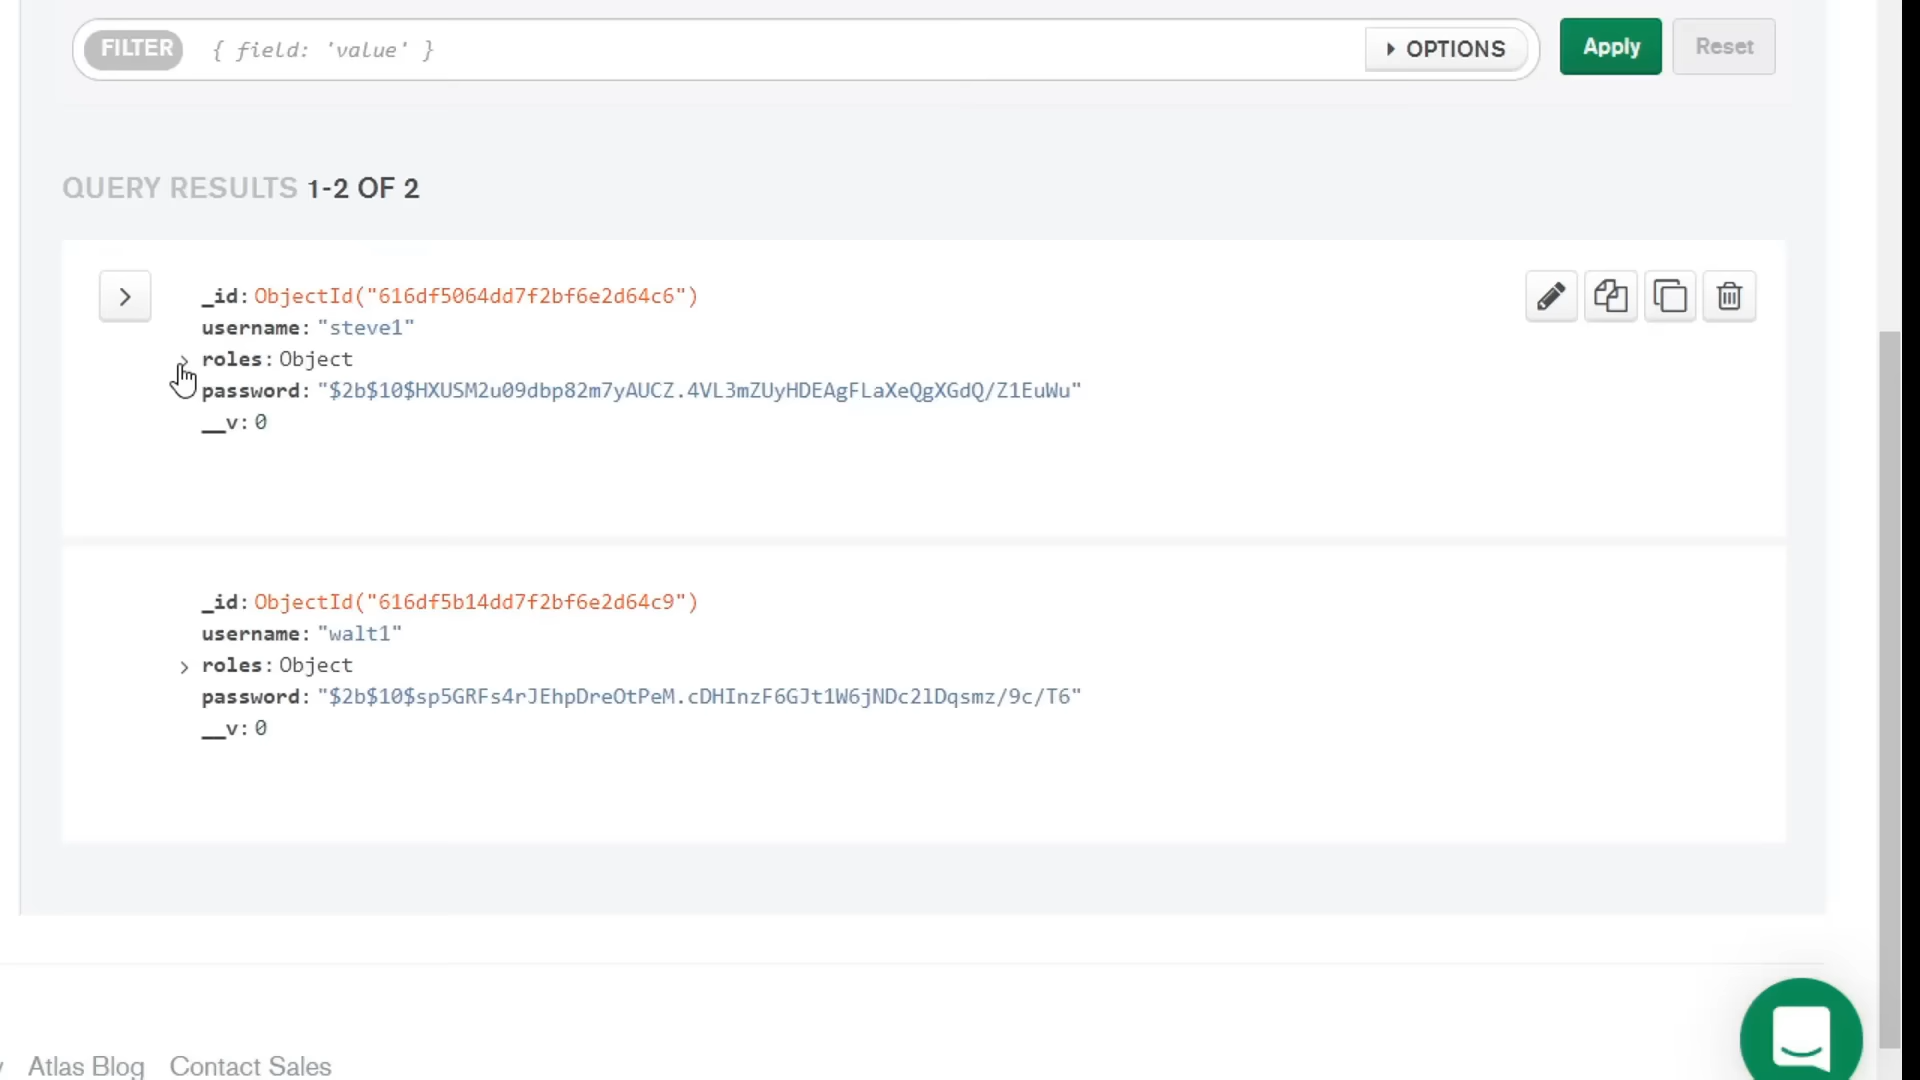 FILTER { field: 'value' } OPTIONS Apply Reset
QUERY RESULTS 1-2 OF 2
_id: ObjectId("616df5064dd7f2bf6e2d64c6")
username: "steve1"
roles: Object
password: "$2b$10$HXUSM2u09dbp82m7yAUCZ.4VL3mZUyHDEAgFLaXeQgXGdQ/Z1EuWu"
__v: 0
_id: ObjectId("616df5b14dd7f2bf6e2d64c9")
username: "walt1"
roles: Object
password: "$2b$10$sp5GRFs4rJEhpDreOtPeM.cDHInzF6GJt1W6jNDc2lDqsmz/9c/T6"
__v: 0
Atlas Blog Contact Sales